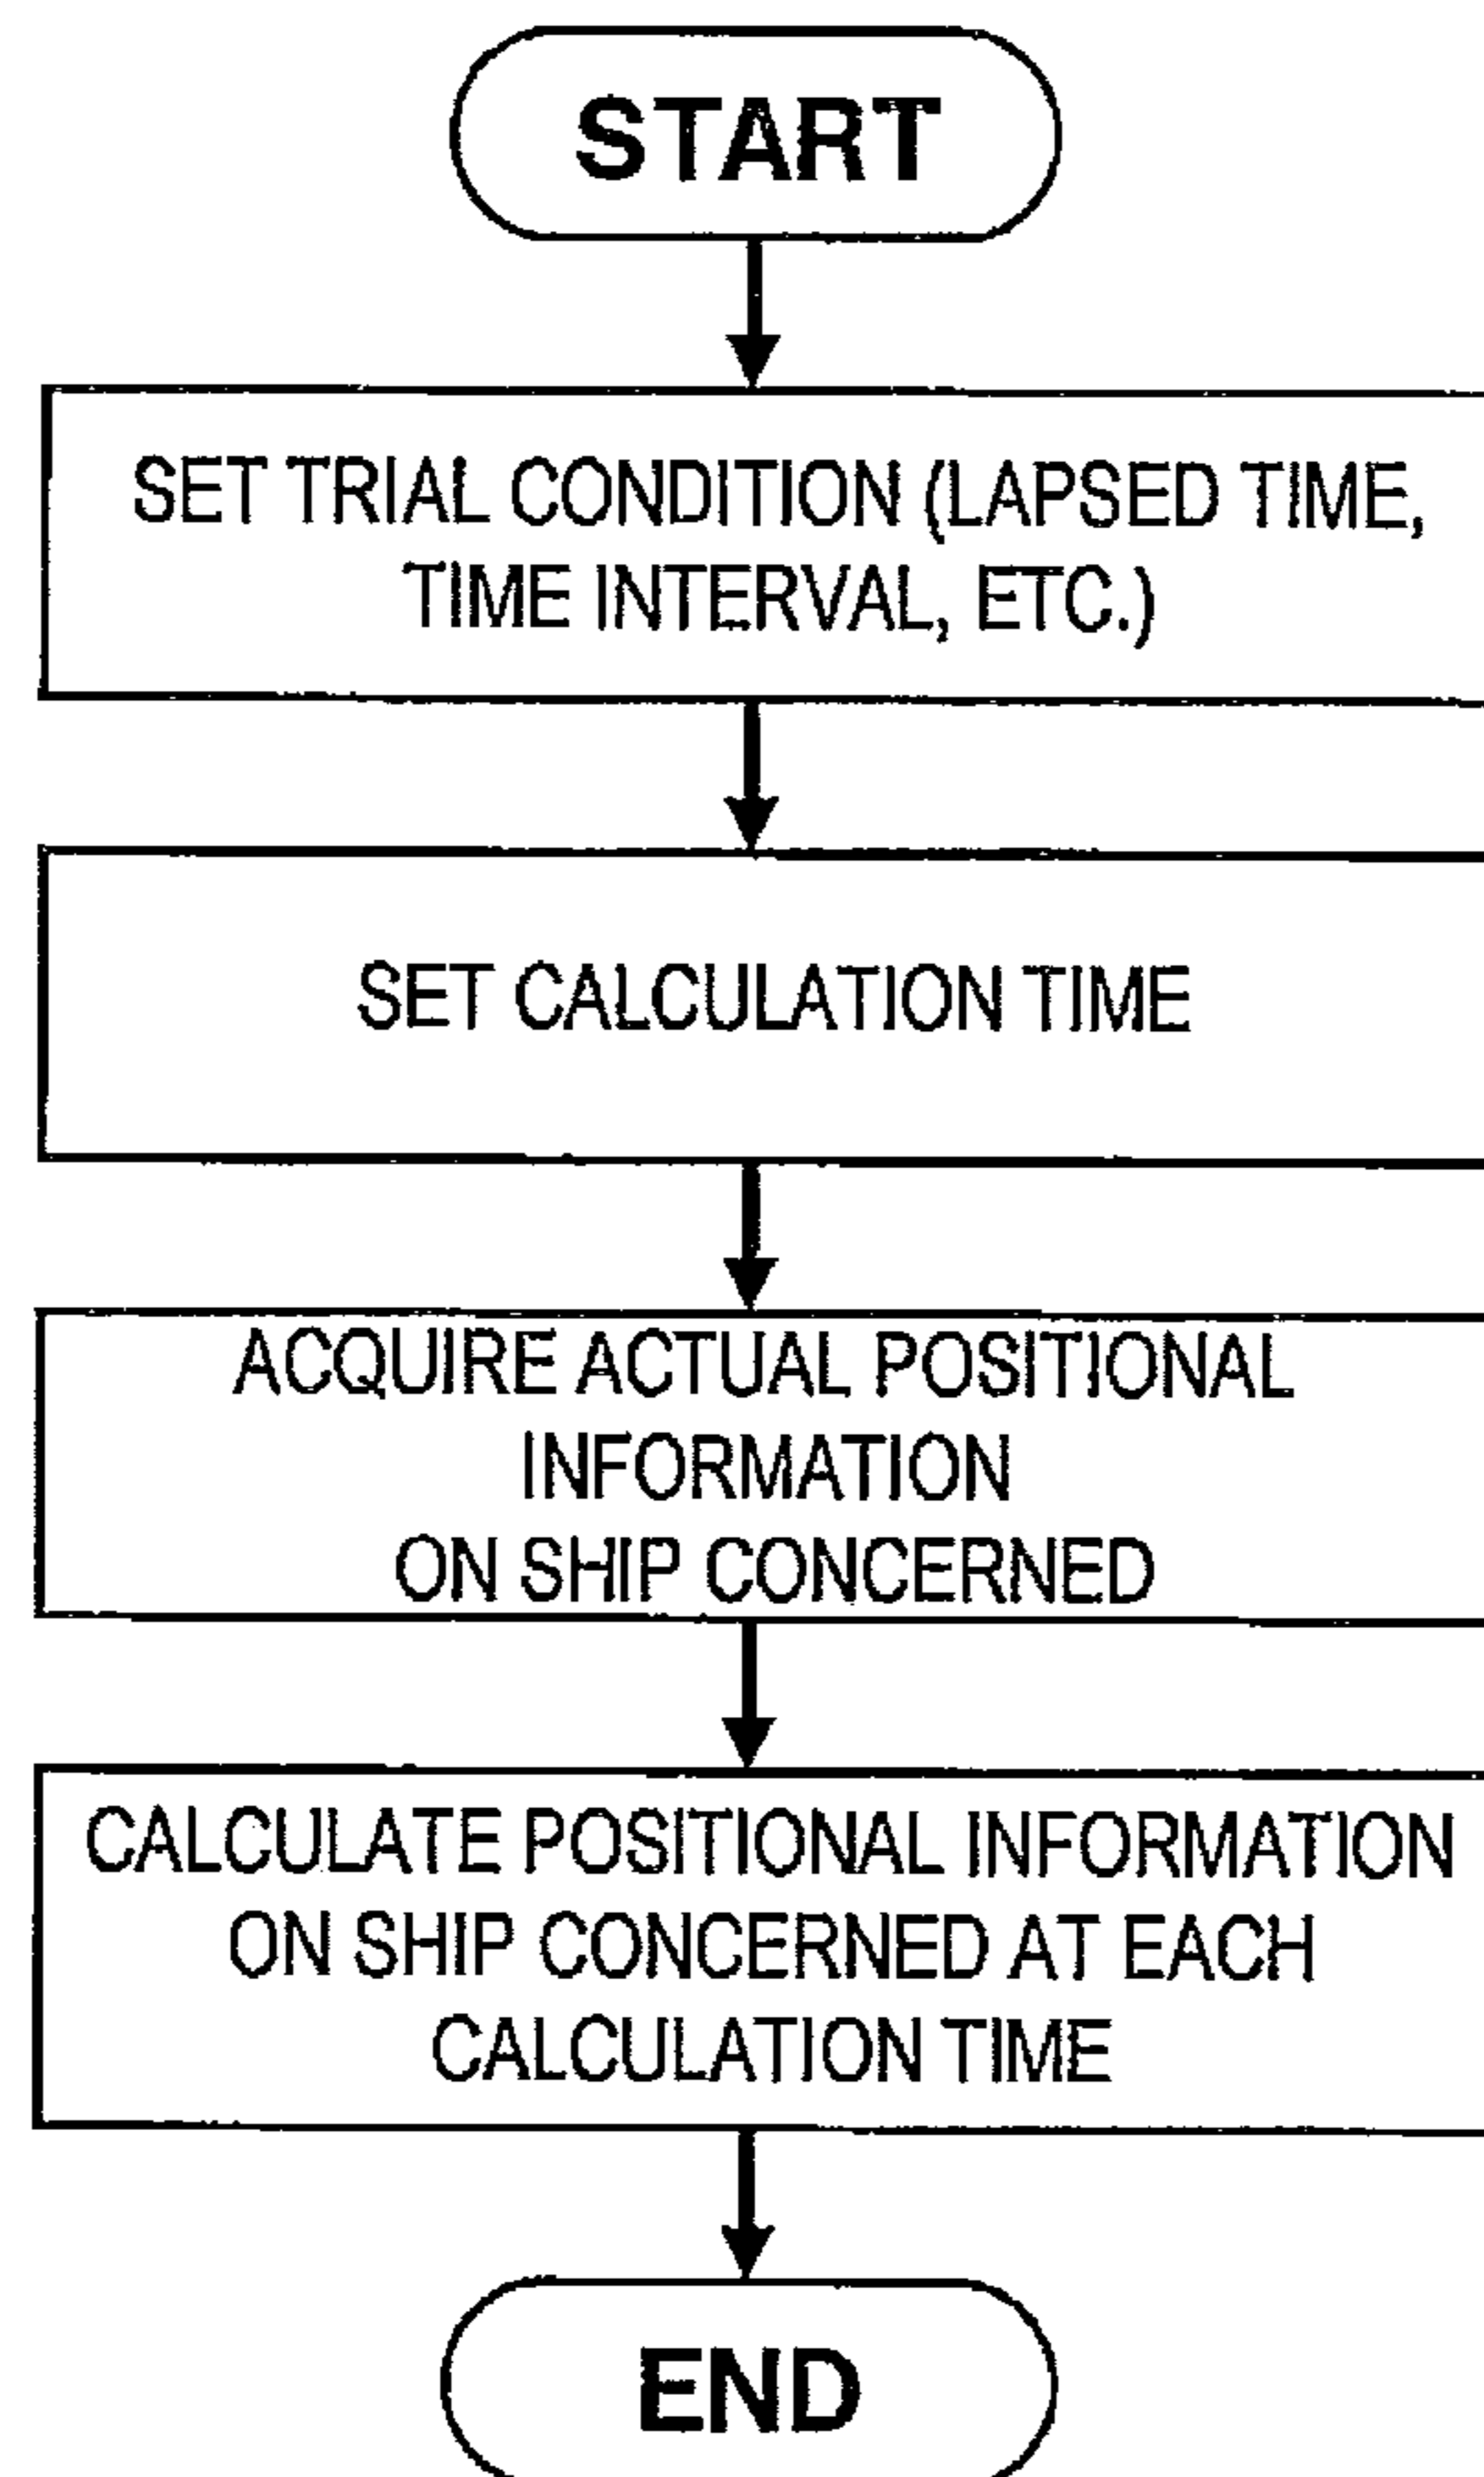 START
SET TRIAL CONDITION (LAPSED TIME,
TIME INTERVAL, ETC.)
SET CALCULATION TIME
ACQUIRE ACTUAL POSITIONAL
INFORMATION
ON SHIP CONCERNED
CALCULATE POSITIONAL INFORMATION
ON SHIP CONCERNED AT EACH
CALCULATION TIME
END